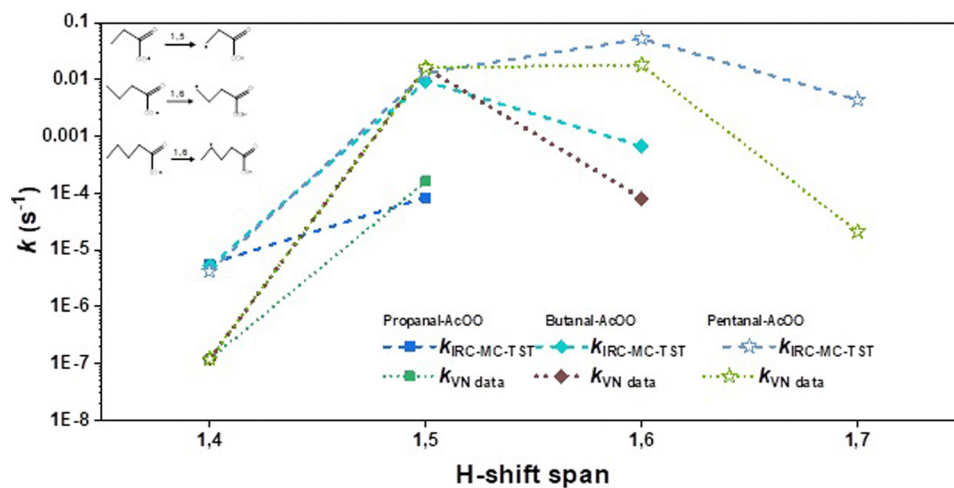 0.1
0.01
0.001
1E-4
1E-5
1E-6
1E-7
1E-8
k (s⁻¹)
1,5
1,6
1,6
Propanal-AcOO Butanal-AcOO Pentanal-AcOO
kIRC-MC-TST kIRC-MC-TST kIRC-MC-TST
kVN data kVN data kVN data
1,4 1,5 1,6 1,7
H-shift span